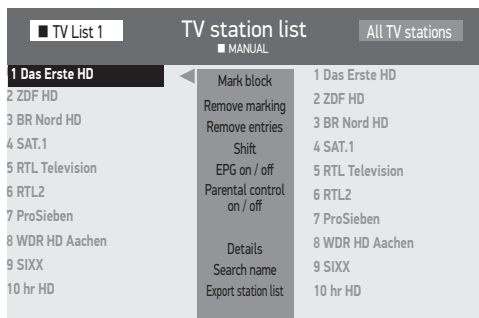 TV List 1
TV station list
MANUAL
All TV stations
1 Das Erste HD
2 ZDF HD
3 BR Nord HD
4 SAT.1
5 RTL Television
6 RTL2
7 ProSieben
8 WDR HD Aachen
9 SIXX
10 hr HD
Mark block
Remove marking
Remove entries
Shift
EPG on / off
Parental control
on / off
Details
Search name
Export station list
1 Das Erste HD
2 ZDF HD
3 BR Nord HD
4 SAT.1
5 RTL Television
6 RTL2
7 ProSieben
8 WDR HD Aachen
9 SIXX
10 hr HD